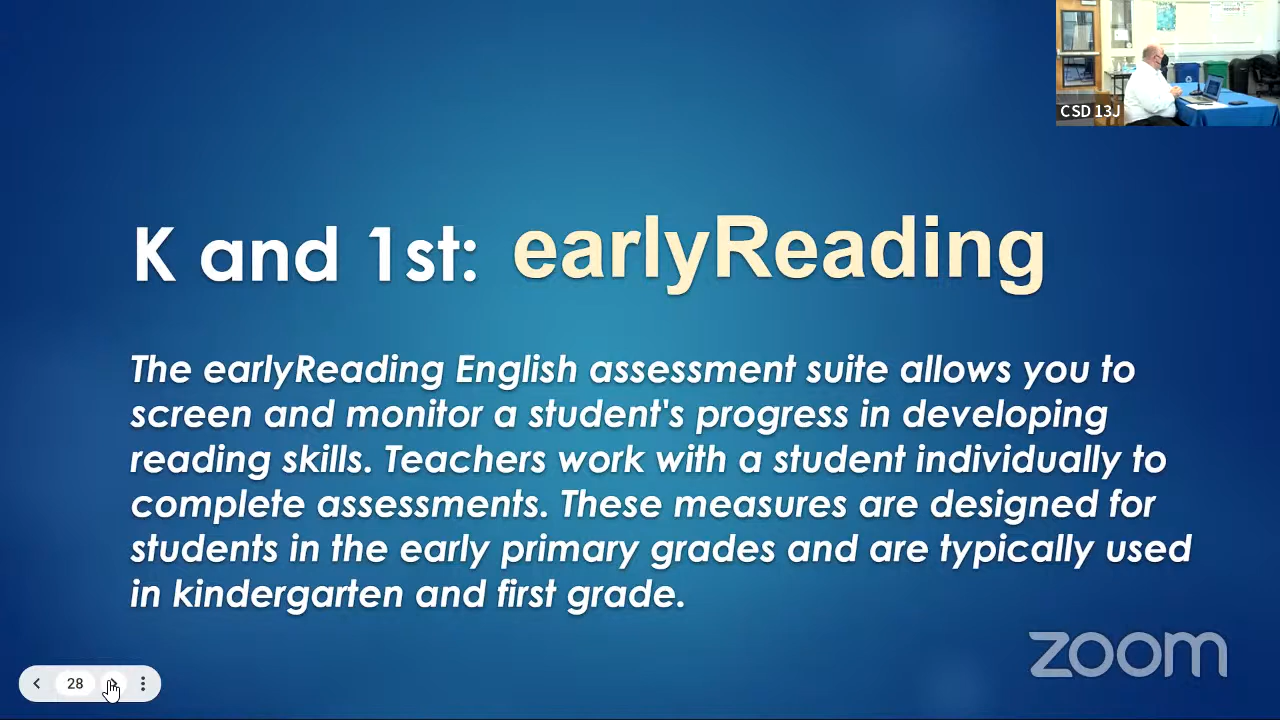 CSD 13J
K and 1st: earlyReading
The earlyReading English assessment suite allows you to
screen and monitor a student's progress in developing
reading skills. Teachers work with a student individually to
complete assessments. These measures are designed for
students in the early primary grades and are typically used
in kindergarten and first grade.
zoom
28